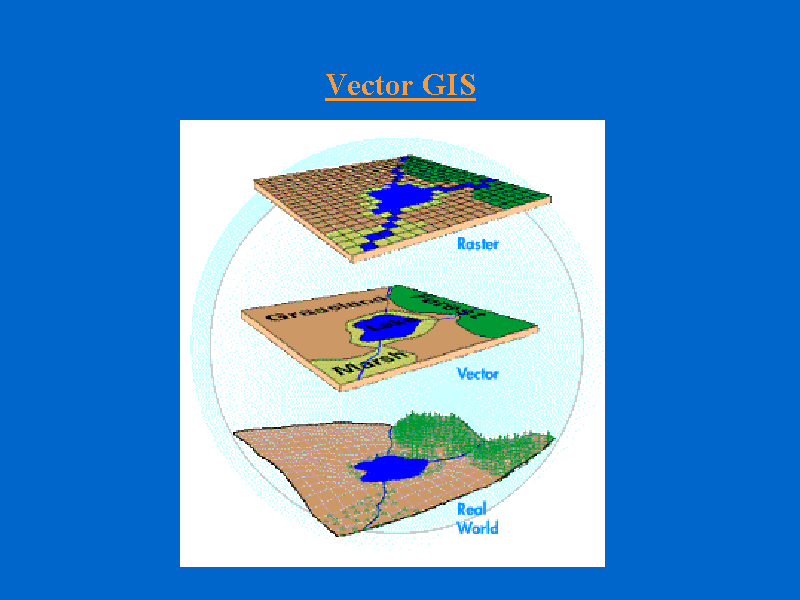 Vector GIS
Raster
Grassland
Forest
Lake
Marsh
Vector
Real
World